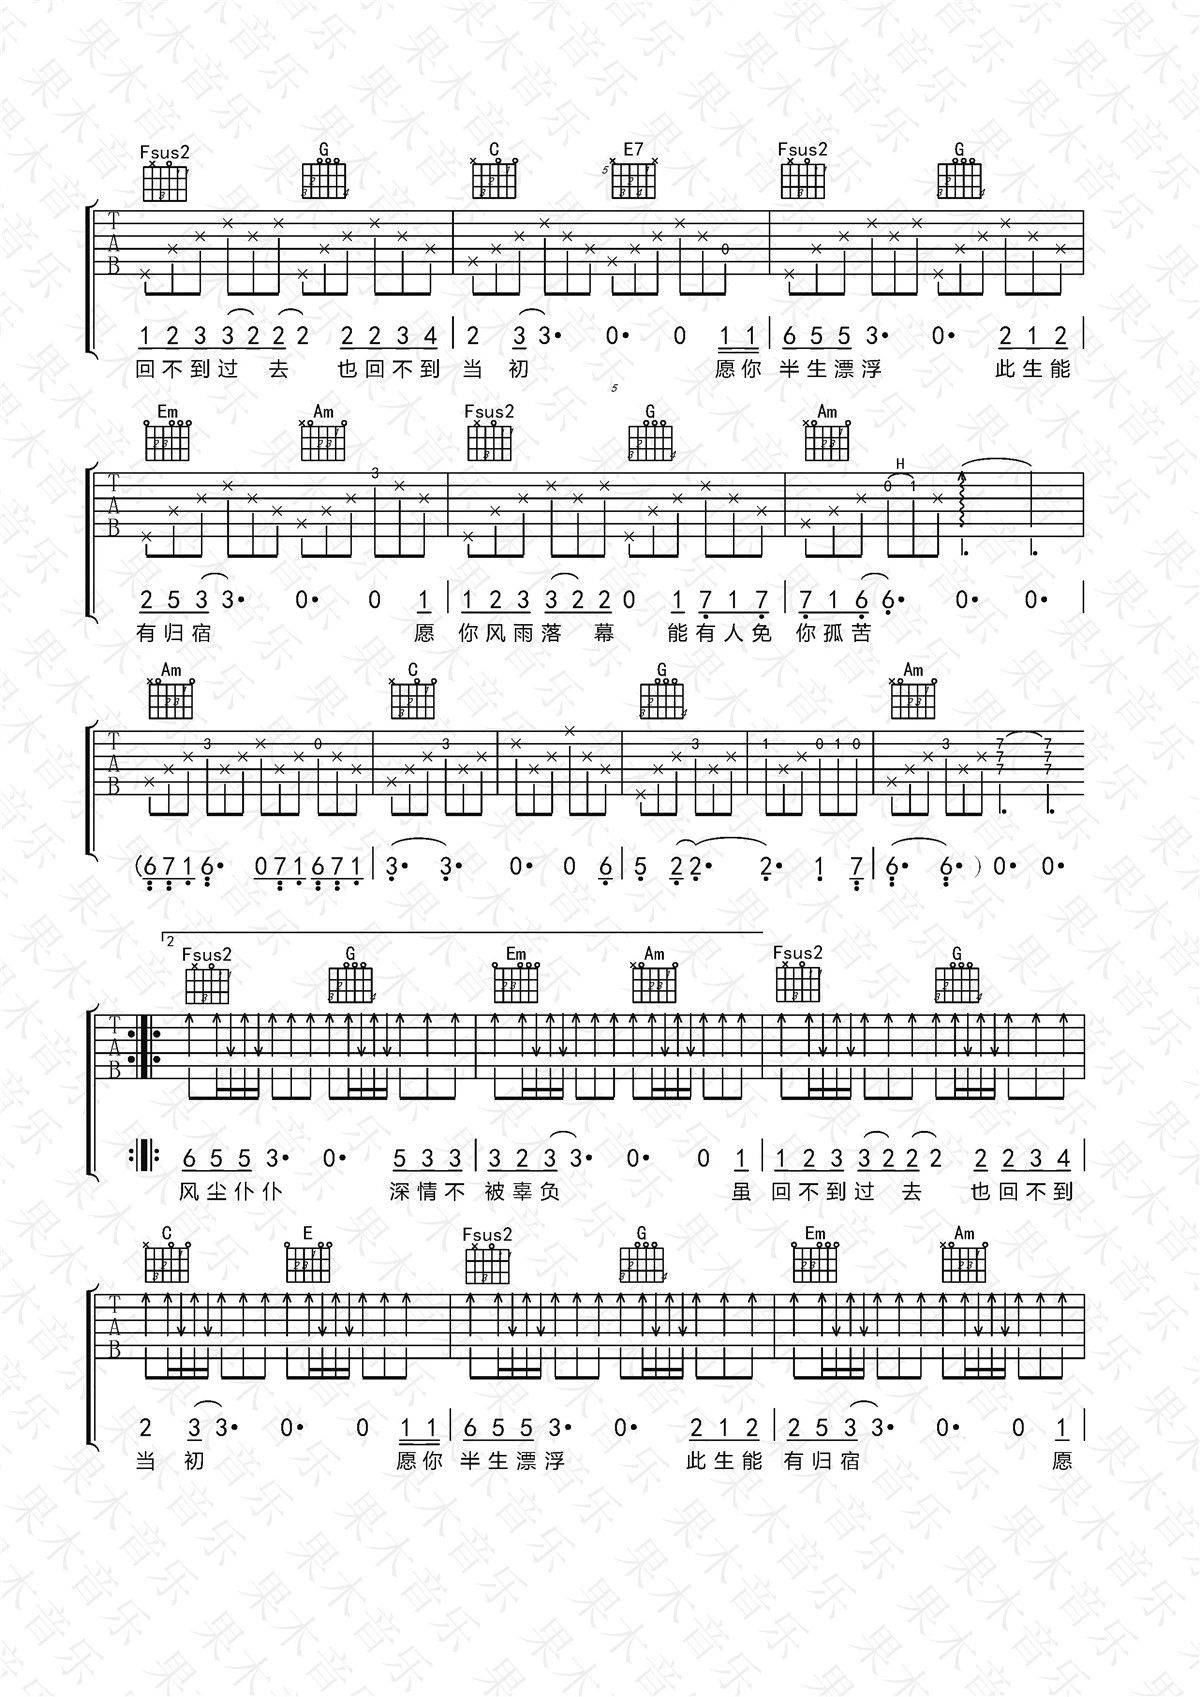 Fsus2 G C E7 Fsus2 G
1 2 3 3 2 2 2 2 2 3 4 | 2 3 3· 0· 0 1 1 | 6 5 5 3· 0· 2 1 2
回不到过 去 也回不到 当 初 愿你 半生漂浮 此生能
5
Em Am Fsus2 G Am
3 H 0 1
2 5 3 3· 0· 0 1 | 1 2 3 3 2 2 0 1 7 1 7 | 7 1 6 6· 0· 0· |
有归宿 愿 你风雨落 幕 能有人免 你孤苦
Am C G Am
3 0 3 3 1 0 1 0 3 7 7 7 7 7 7
(6 7 1 6· 0 7 1 6 7 1 | 3· 3· 0· 0 6 | 5 2 2· 2· 1 7 | 6· 6· ) 0· 0·
2
Fsus2 G Em Am Fsus2 G
6 5 5 3· 0· 5 3 3 | 3 2 3 3· 0· 0 1 | 1 2 3 3 2 2 2 2 2 3 4
风尘仆仆 深情不 被辜负 虽 回不到过 去 也回不到
C E Fsus2 G Em Am
2 3 3· 0· 0 1 1 | 6 5 5 3· 0· 2 1 2 | 2 5 3 3· 0· 0 1 |
当 初 愿你 半生漂浮 此生能 有归宿 愿
果木音乐